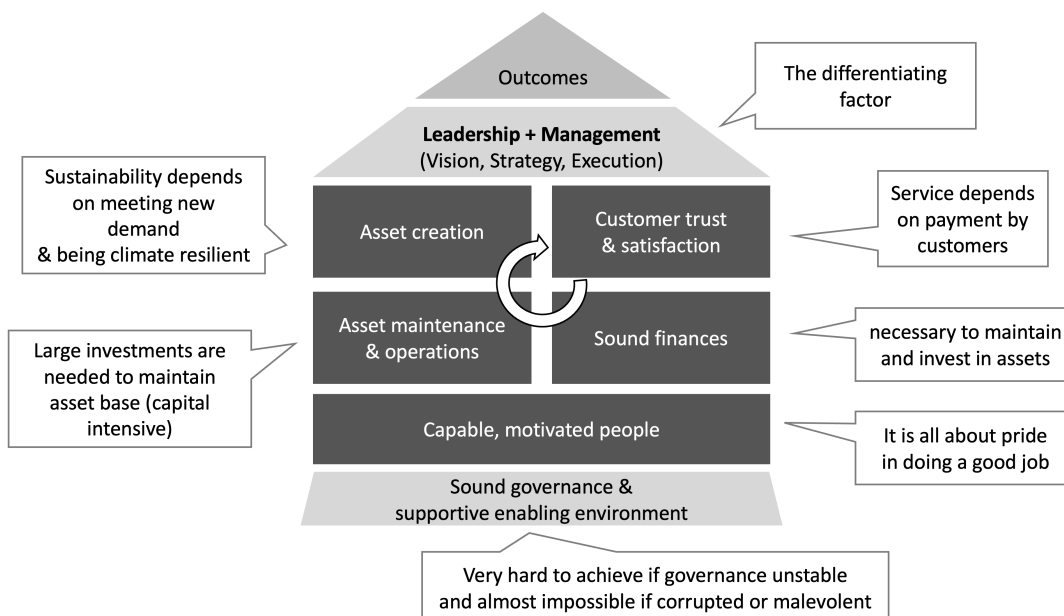 Outcomes
The differentiating
factor
Leadership + Management
(Vision, Strategy, Execution)
Sustainability depends
on meeting new
demand
& being climate resilient
Asset creation
Customer trust
& satisfaction
Service depends
on payment by
customers
Large investments are
needed to maintain
asset base (capital
intensive)
Asset maintenance
& operations
Sound finances
necessary to maintain
and invest in assets
Capable, motivated people
It is all about pride
in doing a good job
Sound governance &
supportive enabling environment
Very hard to achieve if governance unstable
and almost impossible if corrupted or malevolent